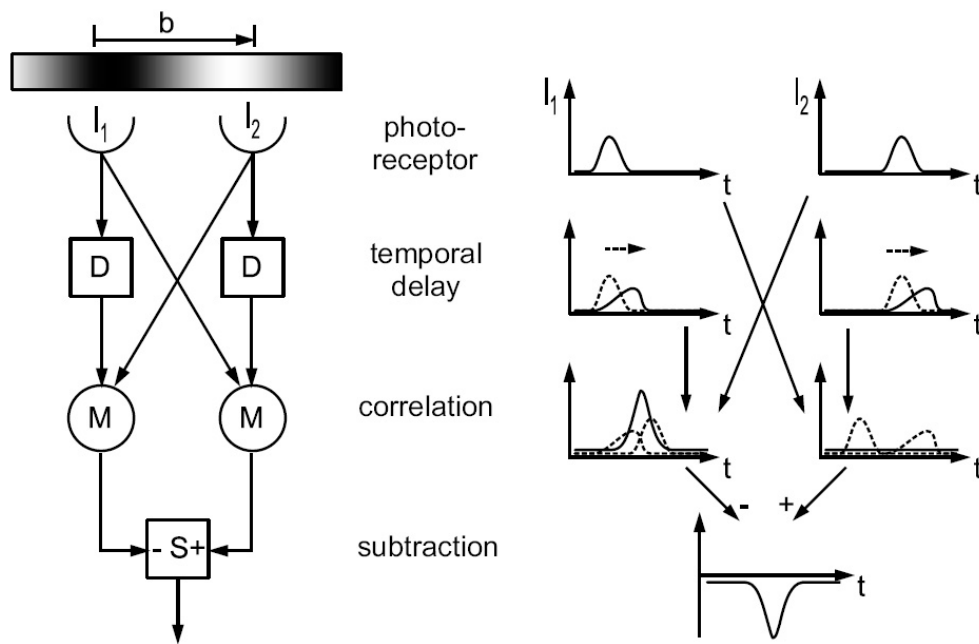 b
I1 I2
photo-
receptor
I1 t
I2 t
D D
temporal
delay
t t
M M
correlation
t t
- S+
subtraction
- +
t